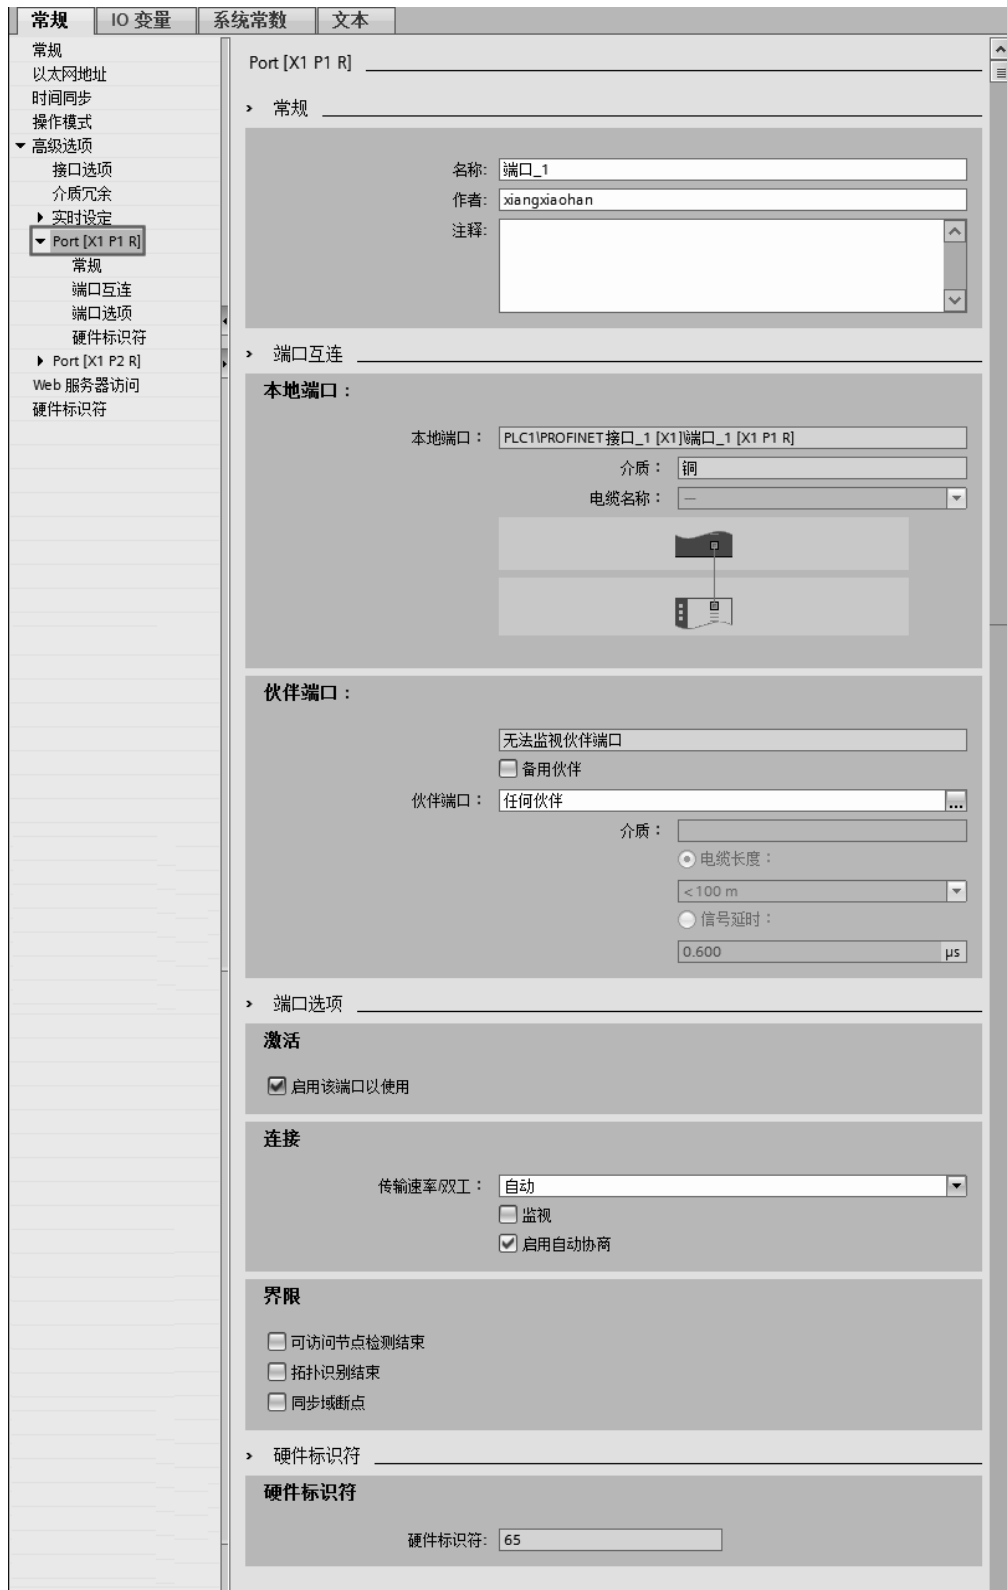 常规 IO 变量 系统常数 文本
常规
以太网地址
时间同步
操作模式
高级选项
接口选项
介质冗余
实时设定
Port [X1 P1 R]
常规
端口互连
端口选项
硬件标识符
Port [X1 P2 R]
Web 服务器访问
硬件标识符
Port [X1 P1 R]
常规
名称: 端口_1
作者: xiangxiaohan
注释:
端口互连
本地端口：
本地端口： PLC1\PROFINET接口_1 [X1]\端口_1 [X1 P1 R]
介质： 铜
电缆名称： —
伙伴端口：
无法监视伙伴端口
备用伙伴
伙伴端口： 任何伙伴 ...
介质：
电缆长度：
<100 m
信号延时：
0.600 µs
端口选项
激活
启用该端口以使用
连接
传输速率/双工： 自动
监视
启用自动协商
界限
可访问节点检测结束
拓扑识别结束
同步域断点
硬件标识符
硬件标识符
硬件标识符: 65